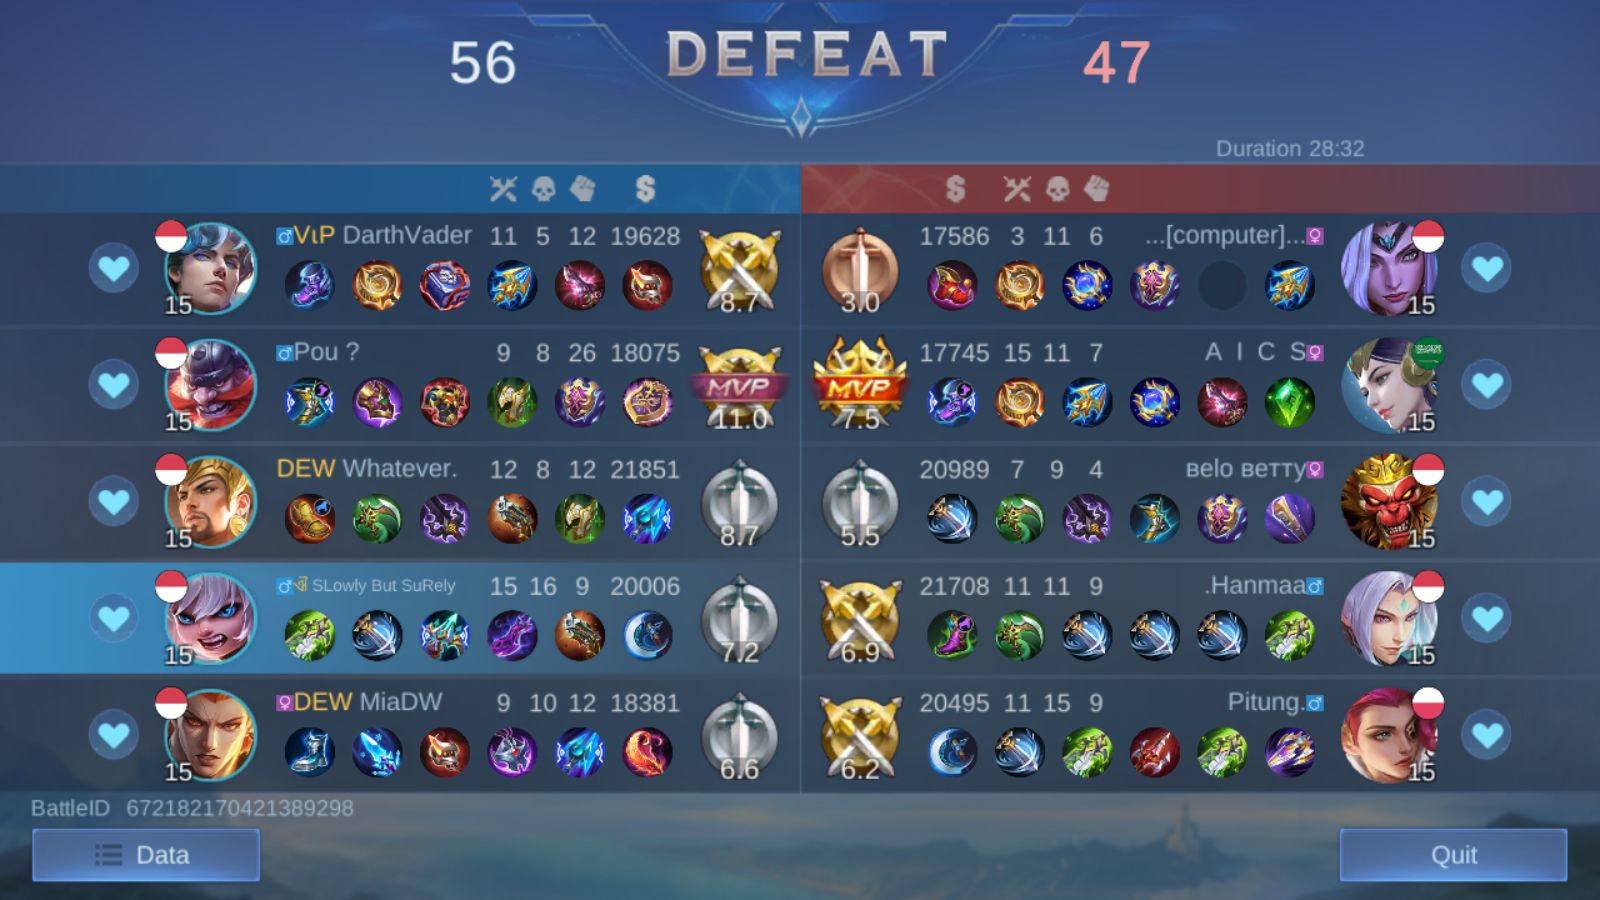 56 DEFEAT 47
Duration 28:32
VιP DarthVader 11 5 12 19628
15 8.7
17586 3 11 6 ...[computer]...
3.0 15
Pou ? 9 8 26 18075
15 MVP 11.0
17745 15 11 7 A I C S
MVP 7.5 15
DEW Whatever. 12 8 12 21851
15 8.7
20989 7 9 4 вelo вeттy
5.5 15
SLowly But SuRely 15 16 9 20006
15 7.2
21708 11 11 9 .Hanmaa
6.9 15
DEW MiaDW 9 10 12 18381
15 6.6
20495 11 15 9 Pitung.
6.2 15
BattleID 672182170421389298
Data Quit